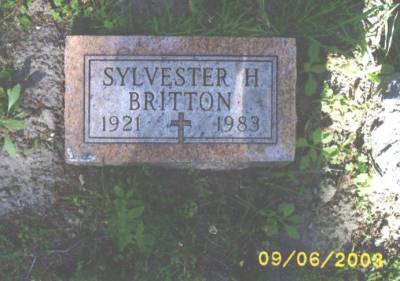 SYLVESTER H
BRITTON
1921 1983
09/06/2003